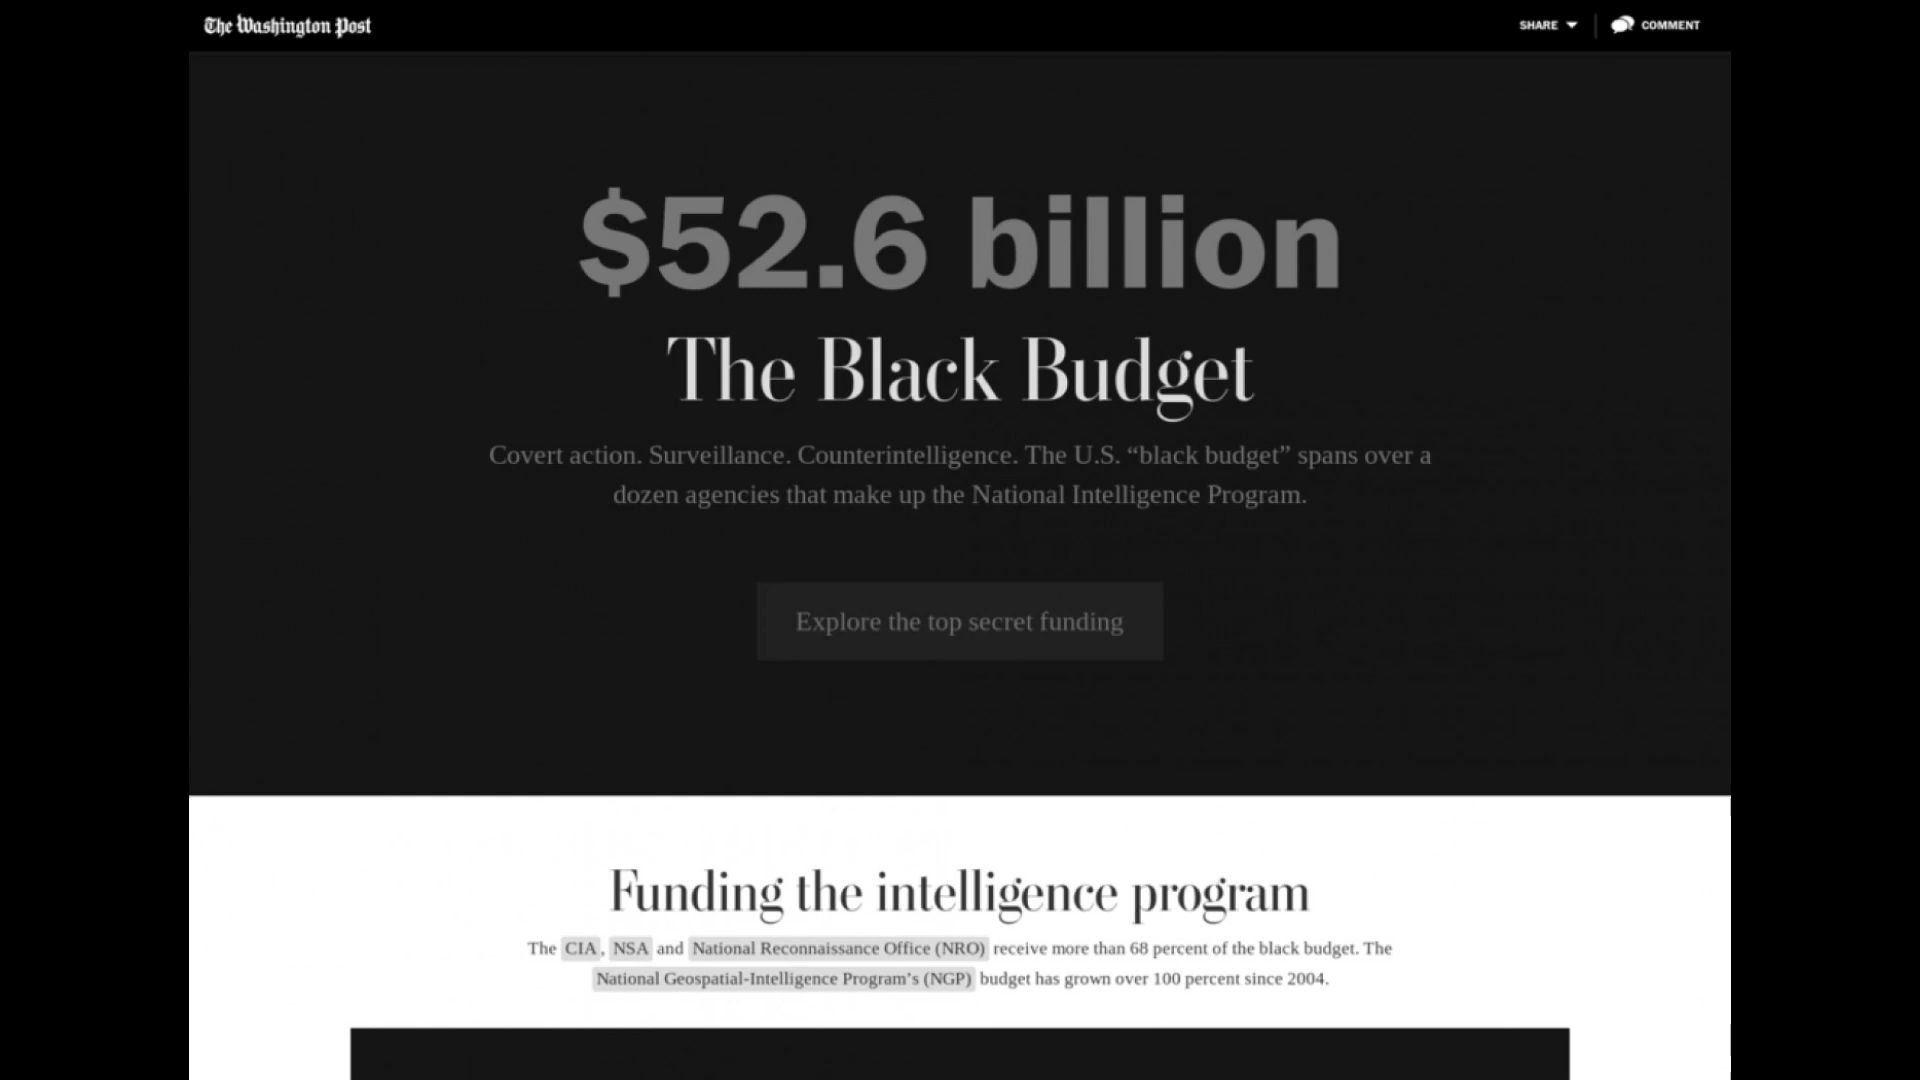 The Washington Post
SHARE
COMMENT
$52.6 billion
The Black Budget
Covert action. Surveillance. Counterintelligence. The U.S. “black budget” spans over a
dozen agencies that make up the National Intelligence Program.
Explore the top secret funding
Funding the intelligence program
The CIA, NSA and National Reconnaissance Office (NRO) receive more than 68 percent of the black budget. The
National Geospatial-Intelligence Program’s (NGP) budget has grown over 100 percent since 2004.